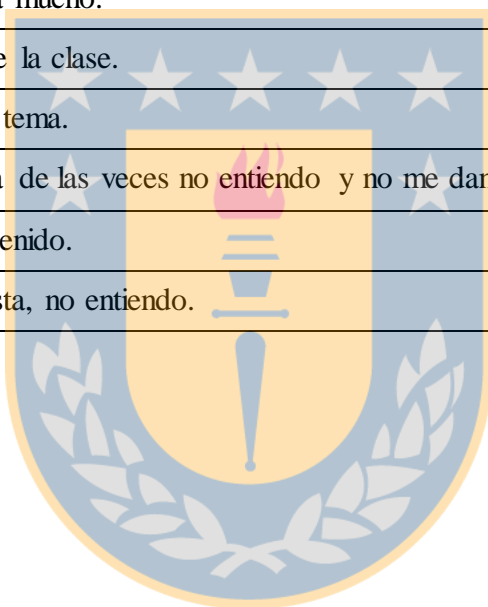 mucho.
la clase.
tema.
de las veces no entiendo y no me dan
enido.
sta, no entiendo.